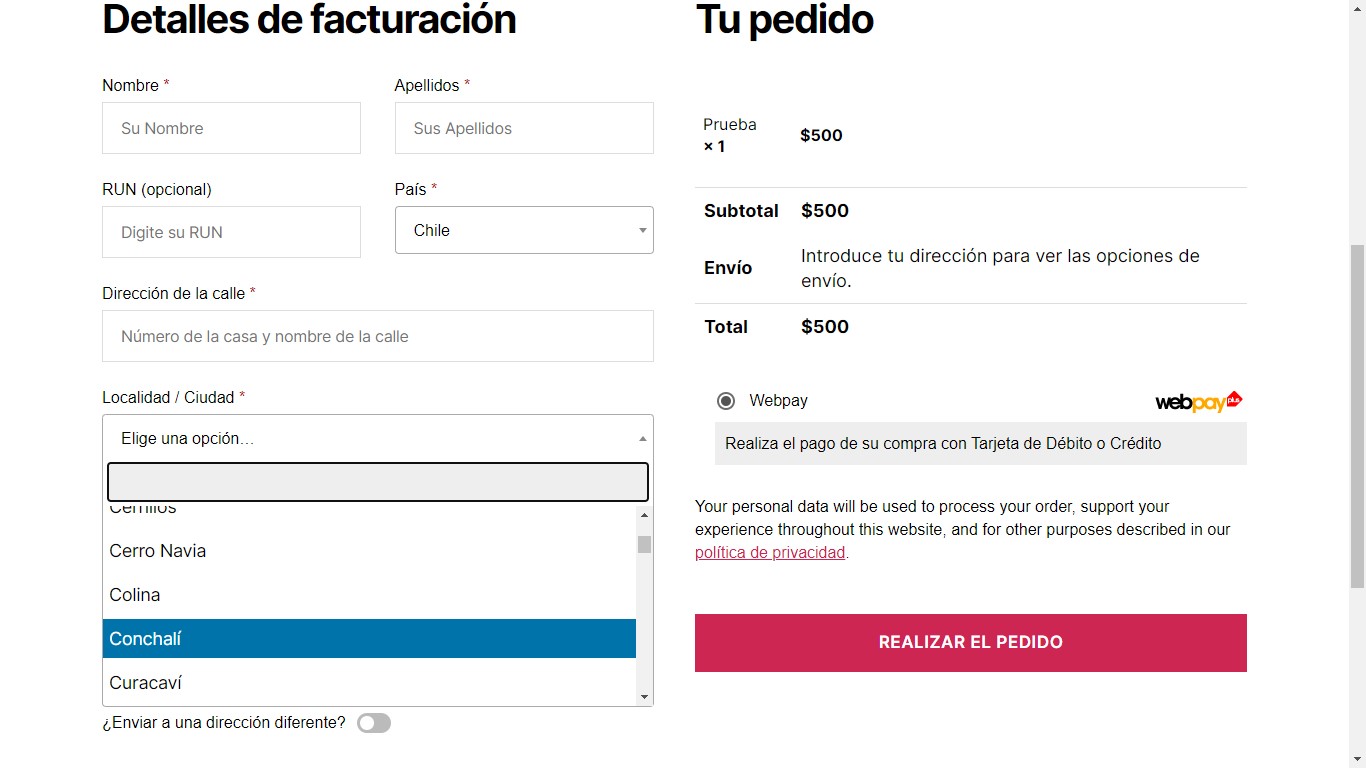 Detalles de facturación
Nombre *
Apellidos *
Su Nombre
Sus Apellidos
RUN (opcional)
País *
Digite su RUN
Chile
Dirección de la calle *
Número de la casa y nombre de la calle
Localidad / Ciudad *
Elige una opción...
Cerrillos
Cerro Navia
Colina
Conchalí
Curacaví
¿Enviar a una dirección diferente?
Tu pedido
Prueba
× 1
$500
Subtotal $500
Envío
Introduce tu dirección para ver las opciones de
envío.
Total $500
Webpay
webpay plus
Realiza el pago de su compra con Tarjeta de Débito o Crédito
Your personal data will be used to process your order, support your
experience throughout this website, and for other purposes described in our
política de privacidad.
REALIZAR EL PEDIDO